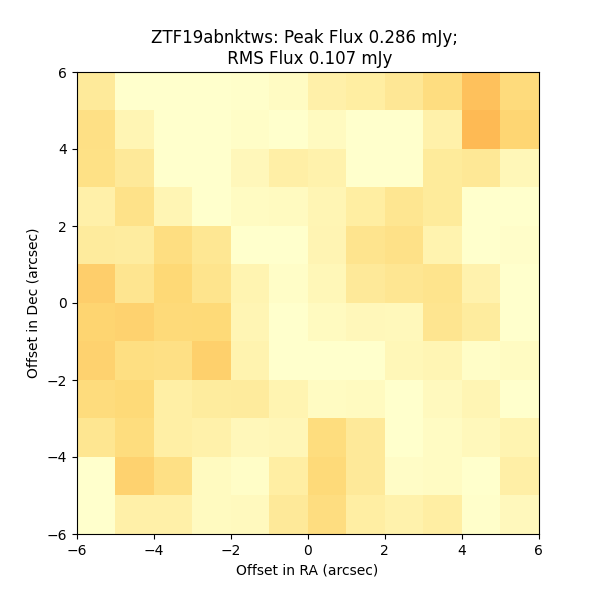 ZTF19abnktws: Peak Flux 0.286 mJy;
RMS Flux 0.107 mJy
6
4
2
0
−2
−4
−6
Offset in Dec (arcsec)
−6 −4 −2 0 2 4 6
Offset in RA (arcsec)